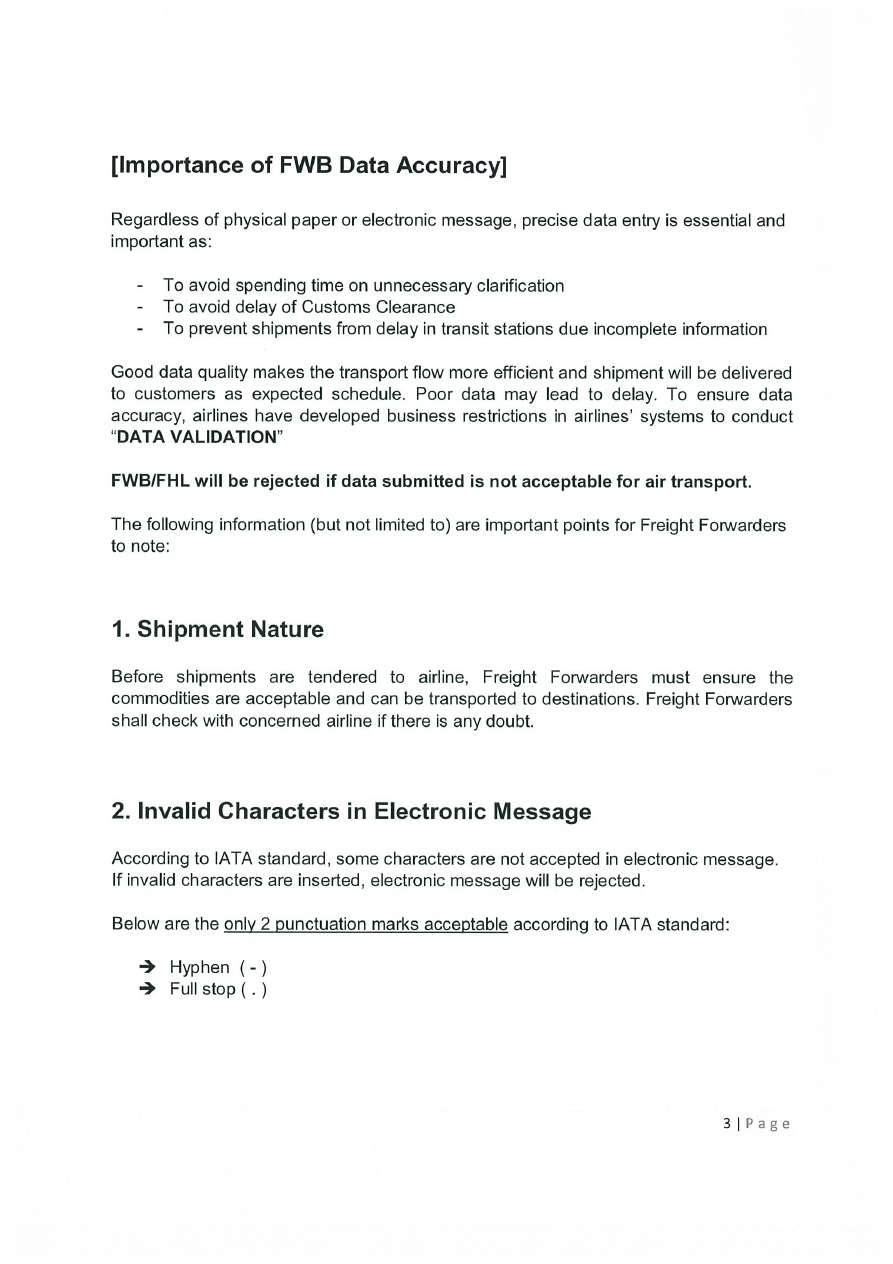 [Importance of FWB Data Accuracy]
Regardless of physical paper or electronic message, precise data entry is essential and
important as:
- To avoid spending time on unnecessary clarification
- To avoid delay of Customs Clearance
- To prevent shipments from delay in transit stations due incomplete information
Good data quality makes the transport flow more efficient and shipment will be delivered
to customers as expected schedule. Poor data may lead to delay. To ensure data
accuracy, airlines have developed business restrictions in airlines' systems to conduct
“DATA VALIDATION”
FWB/FHL will be rejected if data submitted is not acceptable for air transport.
The following information (but not limited to) are important points for Freight Forwarders
to note:
1. Shipment Nature
Before shipments are tendered to airline, Freight Forwarders must ensure the
commodities are acceptable and can be transported to destinations. Freight Forwarders
shall check with concerned airline if there is any doubt.
2. Invalid Characters in Electronic Message
According to IATA standard, some characters are not accepted in electronic message.
If invalid characters are inserted, electronic message will be rejected.
Below are the only 2 punctuation marks acceptable according to IATA standard:
➔ Hyphen ( - )
➔ Full stop ( . )
3 | Page